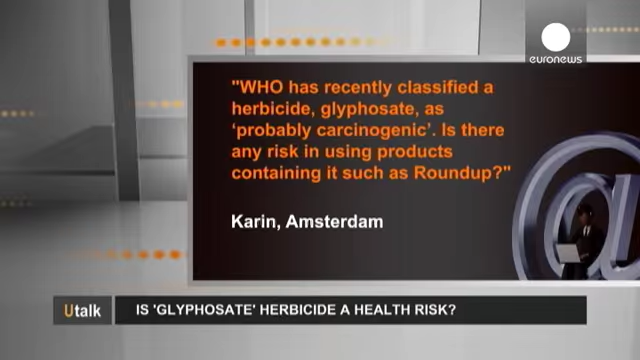 euronews
"WHO has recently classified a
herbicide, glyphosate, as
‘probably carcinogenic’. Is there
any risk in using products
containing it such as Roundup?"
Karin, Amsterdam
@
Utalk
IS 'GLYPHOSATE' HERBICIDE A HEALTH RISK?